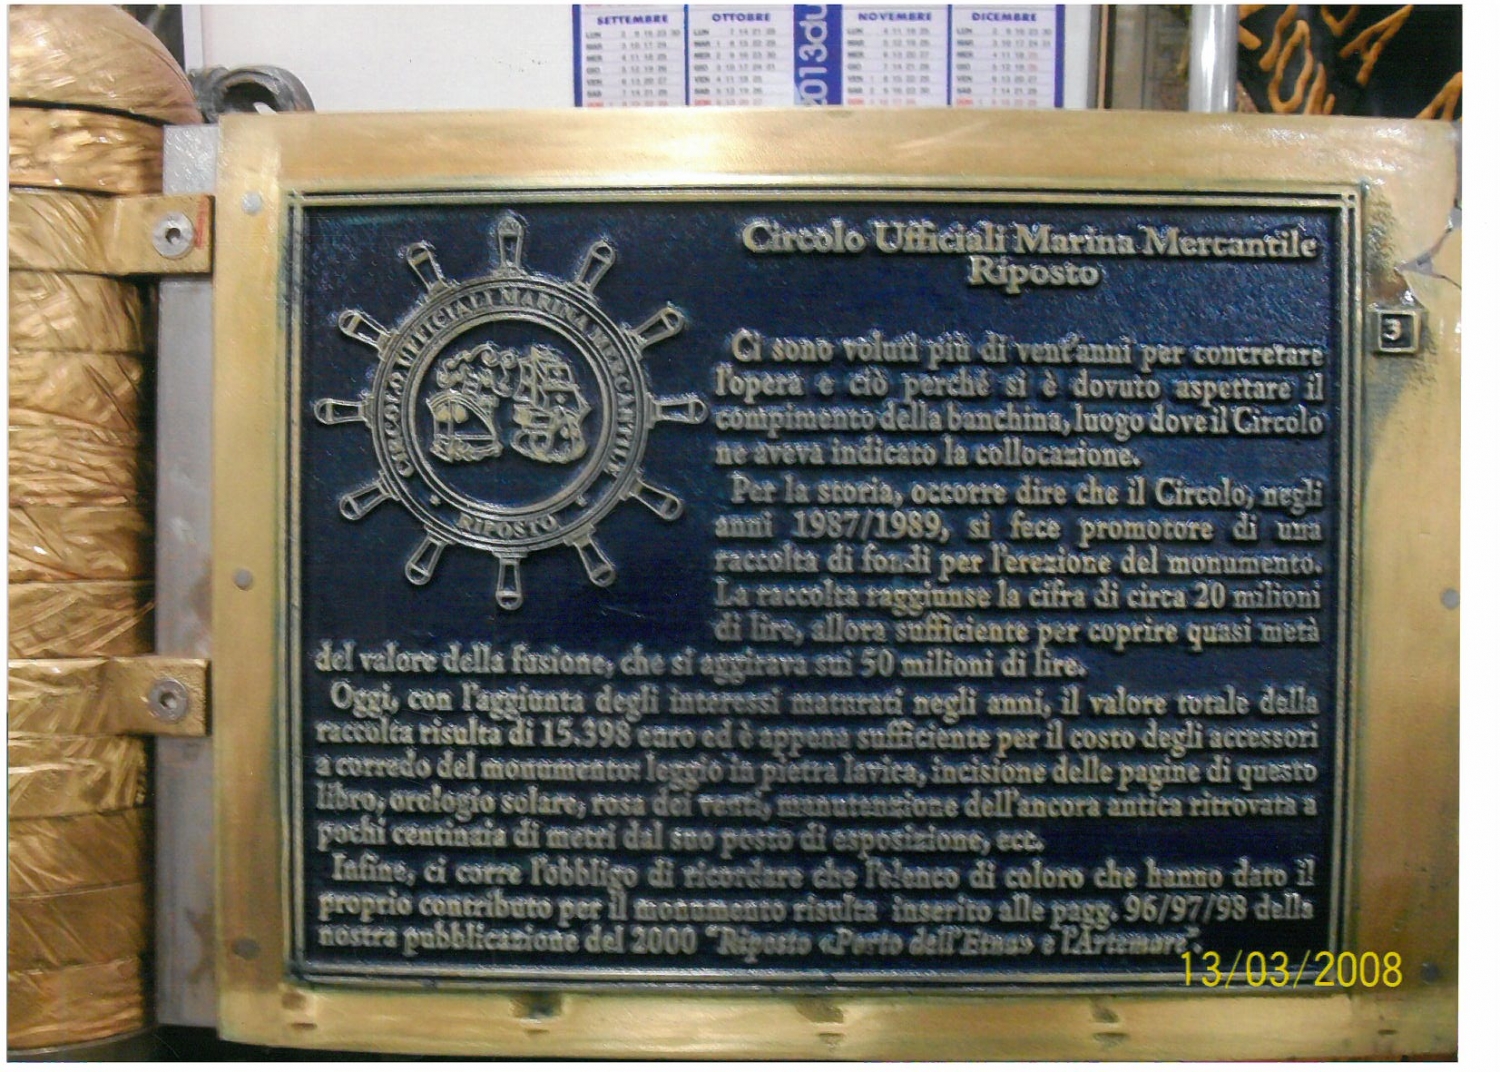 SETTEMBRE
OTTOBRE
2013du
NOVEMBRE
DICEMBRE
CIRCOLO UFFICIALI MARINA MERCANTILE
RIPOSTO
Circolo Ufficiali Marina Mercantile
Riposto
3
Ci sono voluti più di vent'anni per concretare
l'opera e ciò perché si è dovuto aspettare il
compimento della banchina, luogo dove il Circolo
ne aveva indicato la collocazione.
Per la storia, occorre dire che il Circolo, negli
anni 1987/1989, si fece promotore di una
raccolta di fondi per l'erezione del monumento.
La raccolta raggiunse la cifra di circa 20 milioni
di lire, allora sufficiente per coprire quasi metà
del valore della fusione, che si aggirava sui 50 milioni di lire.
Oggi, con l'aggiunta degli interessi maturati negli anni, il valore totale della
raccolta risulta di 15.398 euro ed è appena sufficiente per il costo degli accessori
a corredo del monumento: leggio in pietra lavica, incisione delle pagine di questo
libro, orologio solare, rosa dei venti, manutenzione dell'ancora antica ritrovata a
pochi centinaia di metri dal suo posto di esposizione, ecc.
Infine, ci corre l'obbligo di ricordare che l'elenco di coloro che hanno dato il
proprio contributo per il monumento risulta inserito alle pagg. 96/97/98 della
nostra pubblicazione del 2000 "Riposto «Porto dell'Etna» e l'Artemare".
13/03/2008